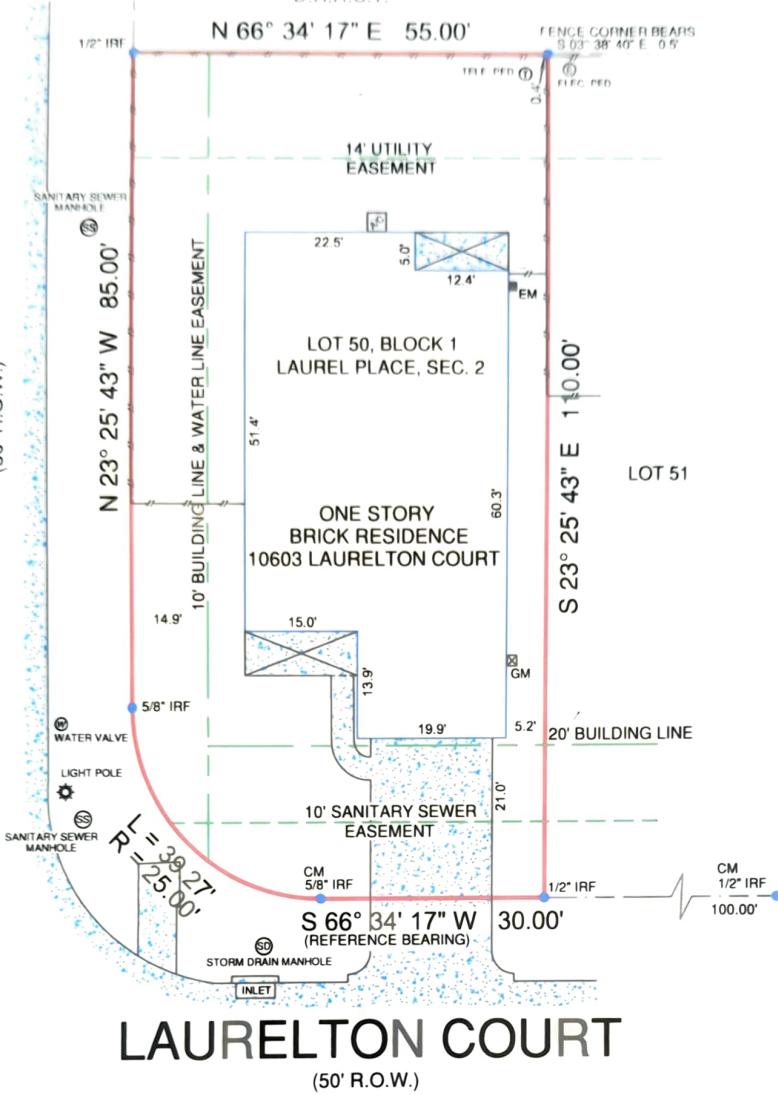 N 66° 34' 17" E 55.00'
FENCE CORNER BEARS
S 03° 38' 40" E 0.5'
1/2" IRF
TELE. PED T
E
ELEC. PED
0.4'
14' UTILITY
EASEMENT
SANITARY SEWER
MANHOLE
SS
22.5'
5.0'
12.4'
EM
N 23° 25' 43" W 85.00'
10' BUILDING LINE & WATER LINE EASEMENT
LOT 50, BLOCK 1
LAUREL PLACE, SEC. 2
51.4'
S 23° 25' 43" E 110.00'
LOT 51
60.3'
ONE STORY
BRICK RESIDENCE
10603 LAURELTON COURT
14.9'
15.0'
13.9'
GM
5/8" IRF
W
WATER VALVE
19.9'
5.2'
20' BUILDING LINE
LIGHT POLE
21.0'
SS
SANITARY SEWER
MANHOLE
10' SANITARY SEWER
EASEMENT
L = 39.27'
R = 25.00'
CM
5/8" IRF
1/2" IRF
CM
1/2" IRF
100.00'
S 66° 34' 17" W 30.00'
(REFERENCE BEARING)
SD
STORM DRAIN MANHOLE
INLET
LAURELTON COURT
(50' R.O.W.)